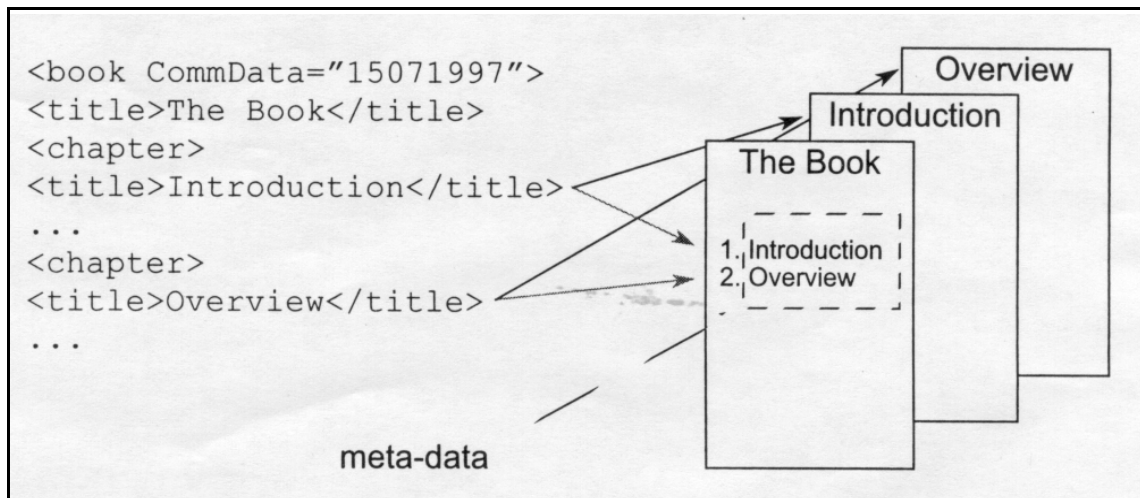 <book CommData=”15071997”>
<title>The Book</title>
<chapter>
<title>Introduction</title>
...
<chapter>
<title>Overview</title>
...
meta-data
Overview
Introduction
The Book
1. Introduction
2. Overview